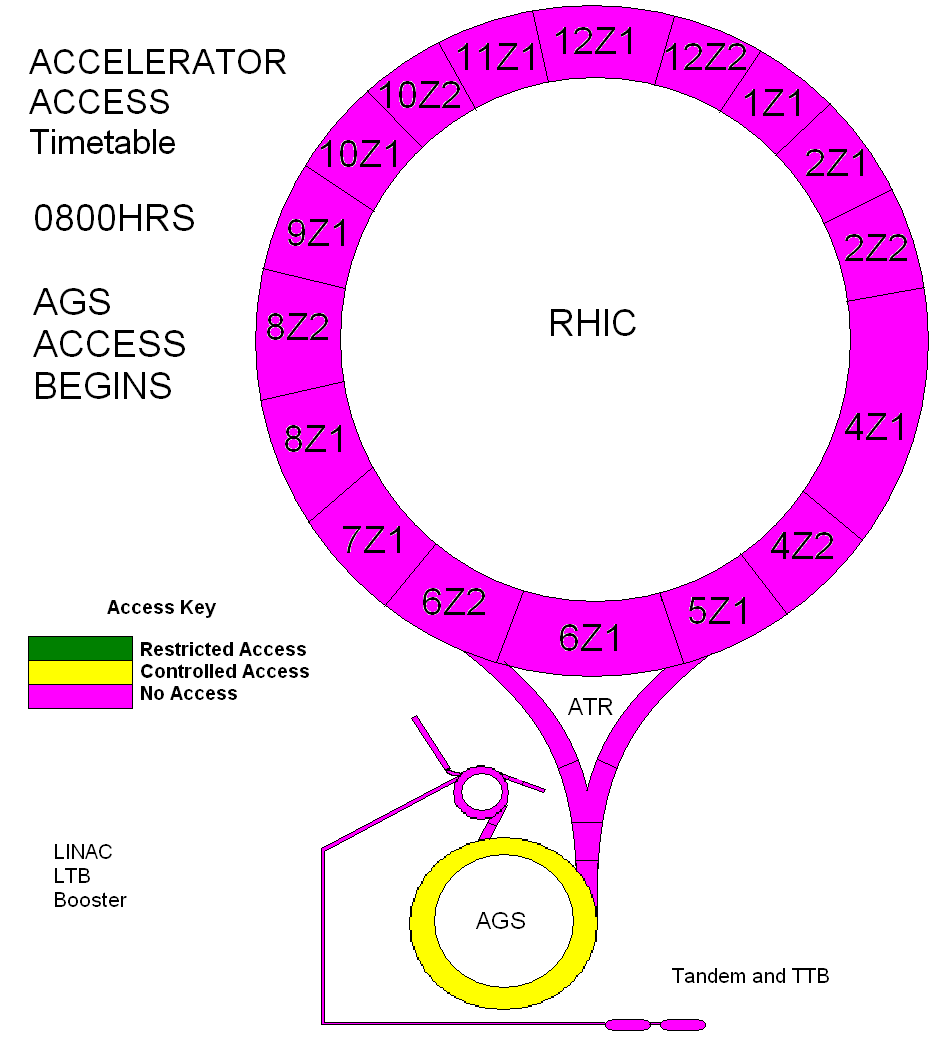 ACCELERATOR
ACCESS
Timetable
0800HRS
AGS
ACCESS
BEGINS
12Z1
12Z2
1Z1
2Z1
2Z2
4Z1
4Z2
5Z1
6Z1
6Z2
7Z1
8Z1
8Z2
9Z1
10Z1
10Z2
11Z1
RHIC
Access Key
Restricted Access
Controlled Access
No Access
ATR
LINAC
LTB
Booster
AGS
Tandem and TTB